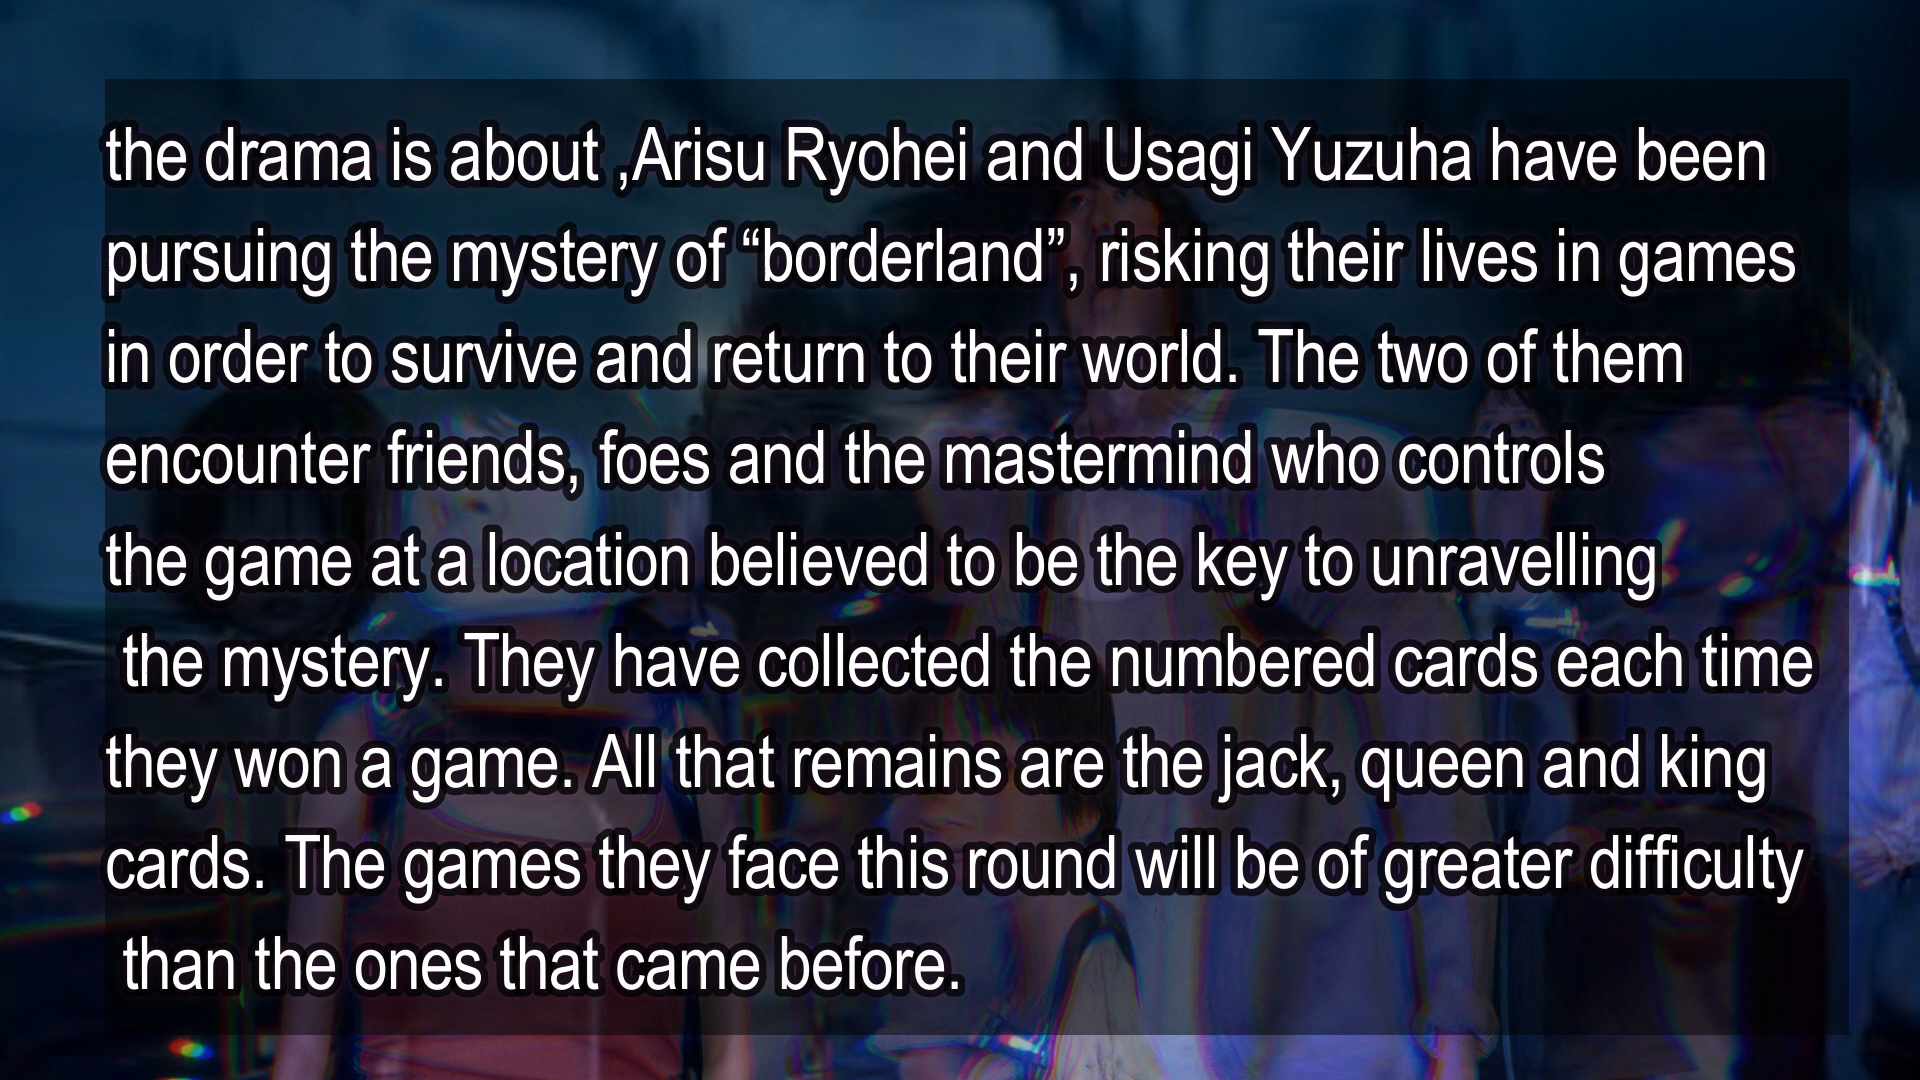 the drama is about ,Arisu Ryohei and Usagi Yuzuha have been
pursuing the mystery of “borderland”, risking their lives in games
in order to survive and return to their world. The two of them
encounter friends, foes and the mastermind who controls
the game at a location believed to be the key to unravelling
the mystery. They have collected the numbered cards each time
they won a game. All that remains are the jack, queen and king
cards. The games they face this round will be of greater difficulty
than the ones that came before.